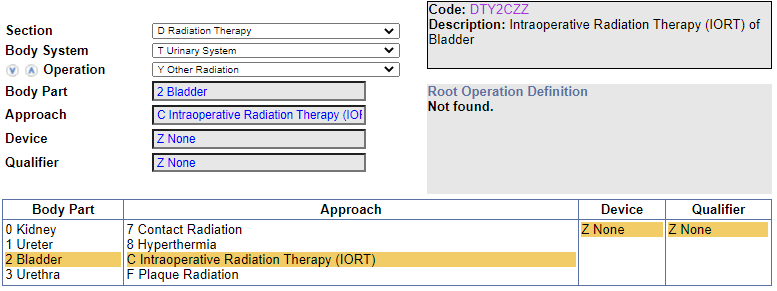 Section D Radiation Therapy
Body System T Urinary System
Operation Y Other Radiation
Body Part 2 Bladder
Approach C Intraoperative Radiation Therapy (IOF
Device Z None
Qualifier Z None
Code: DTY2CZZ
Description: Intraoperative Radiation Therapy (IORT) of
Bladder
Root Operation Definition
Not found.
Body Part Approach Device Qualifier
0 Kidney 7 Contact Radiation Z None Z None
1 Ureter 8 Hyperthermia
2 Bladder C Intraoperative Radiation Therapy (IORT)
3 Urethra F Plaque Radiation